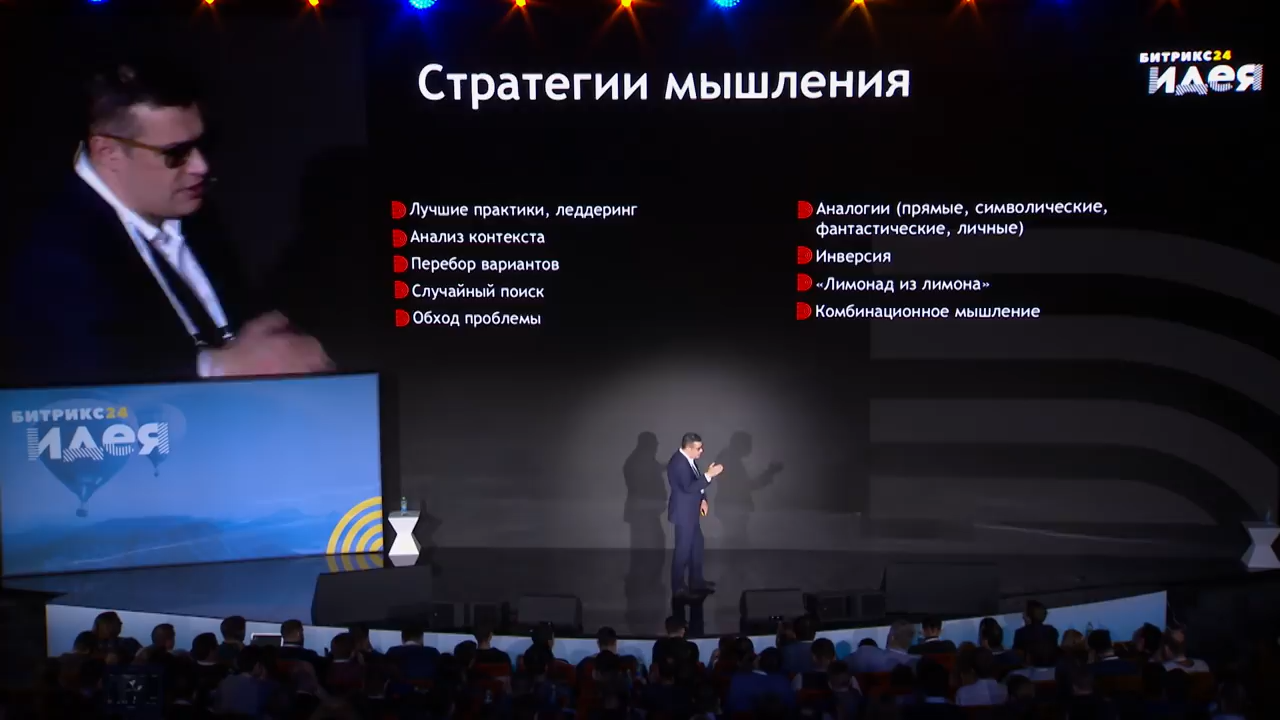 Стратегии мышления
БИТРИКС24
идея
Лучшие практики, леддеринг
Анализ контекста
Перебор вариантов
Случайный поиск
Обход проблемы
Аналогии (прямые, символические,
фантастические, личные)
Инверсия
«Лимонад из лимона»
Комбинационное мышление
БИТРИКС24
идея